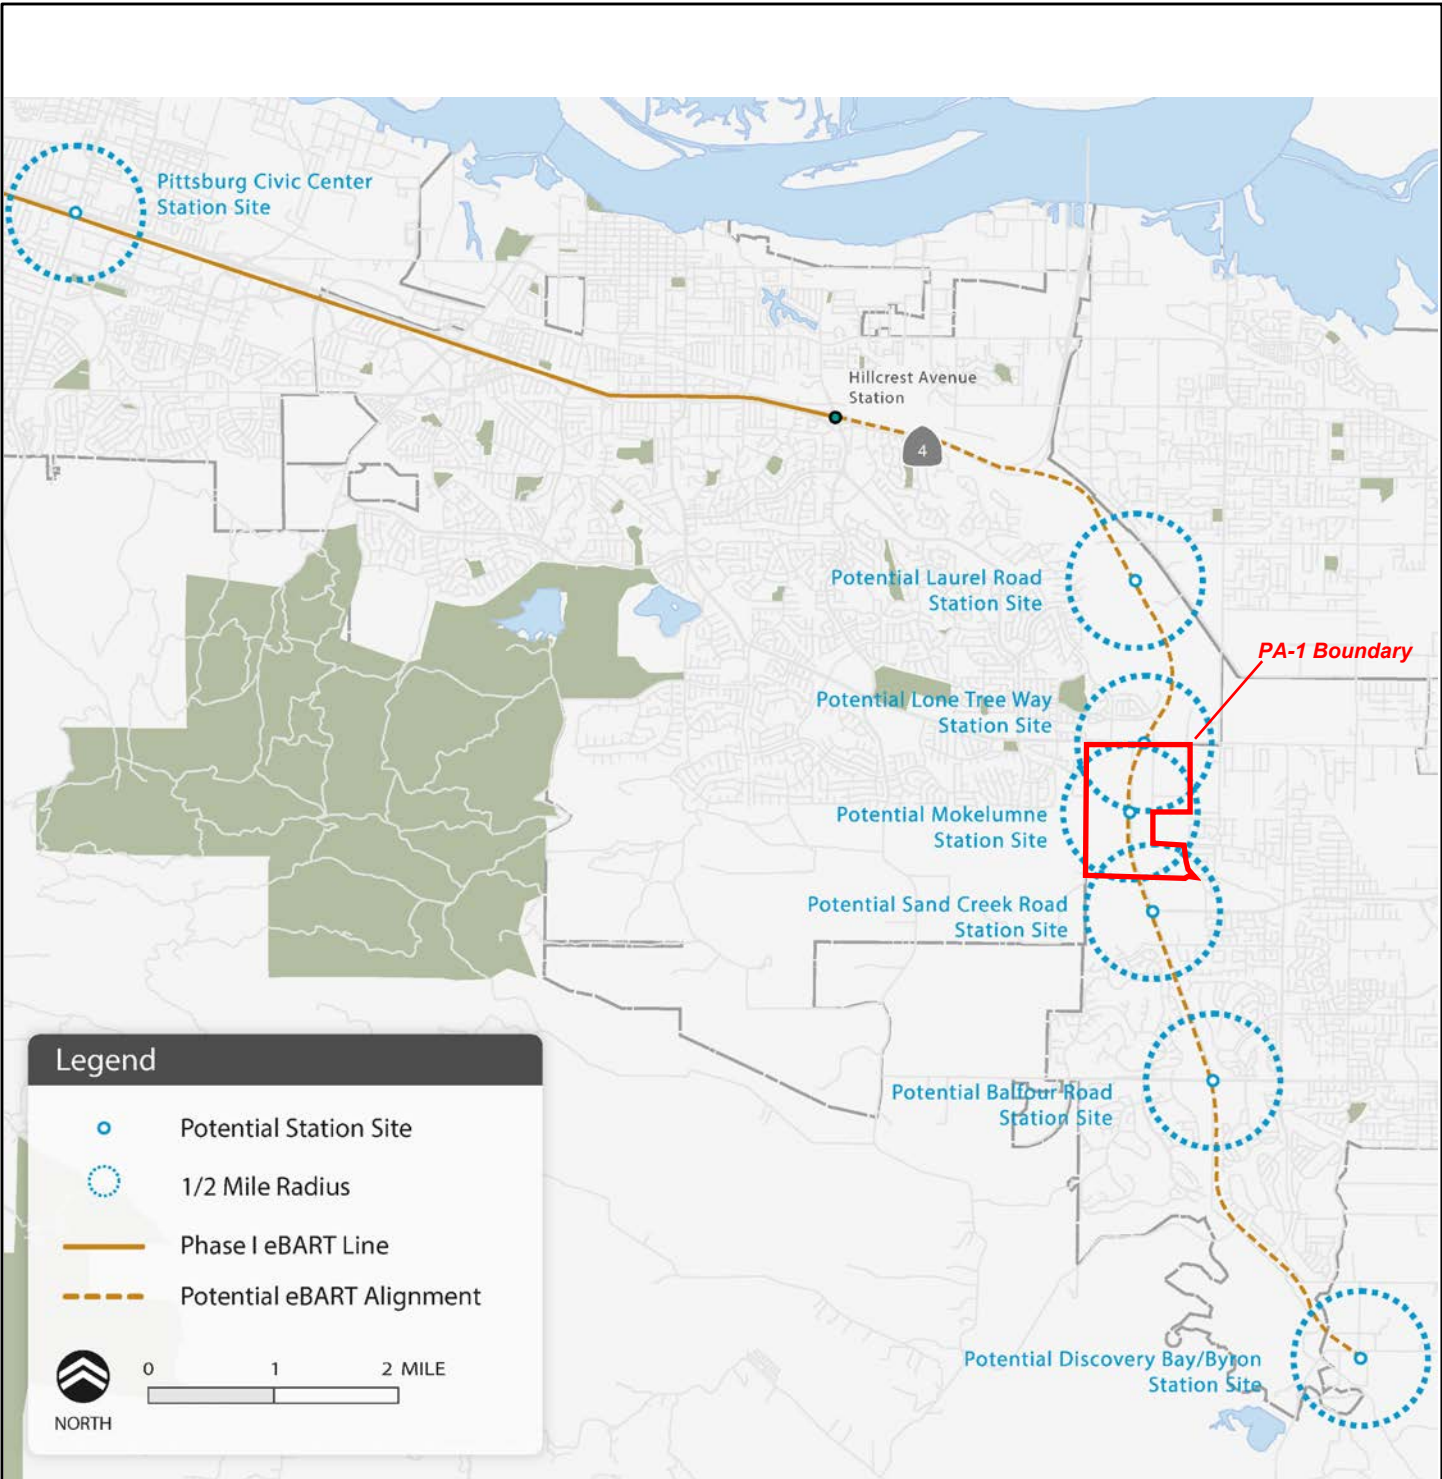 Pittsburg Civic Center
Station Site
Hillcrest Avenue
Station
4
Potential Laurel Road
Station Site
PA-1 Boundary
Potential Lone Tree Way
Station Site
Potential Mokelumne
Station Site
Potential Sand Creek Road
Station Site
Potential Balfour Road
Station Site
Potential Discovery Bay/Byron
Station Site
Legend
Potential Station Site
1/2 Mile Radius
Phase I eBART Line
Potential eBART Alignment
0 1 2 MILE
NORTH